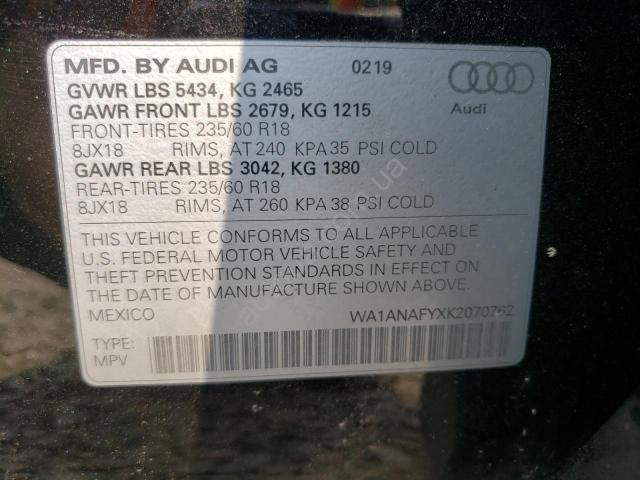 MFD. BY AUDI AG 0219
GVWR LBS 5434, KG 2465
GAWR FRONT LBS 2679, KG 1215
Audi
FRONT-TIRES 235/60 R18
8JX18 RIMS, AT 240 KPA 35 PSI COLD
GAWR REAR LBS 3042, KG 1380
REAR-TIRES 235/60 R18
8JX18 RIMS, AT 260 KPA 38 PSI COLD
THIS VEHICLE CONFORMS TO ALL APPLICABLE
U.S. FEDERAL MOTOR VEHICLE SAFETY AND
THEFT PREVENTION STANDARDS IN EFFECT ON
THE DATE OF MANUFACTURE SHOWN ABOVE.
MEXICO WA1ANAFYXK2070762
TYPE:
MPV